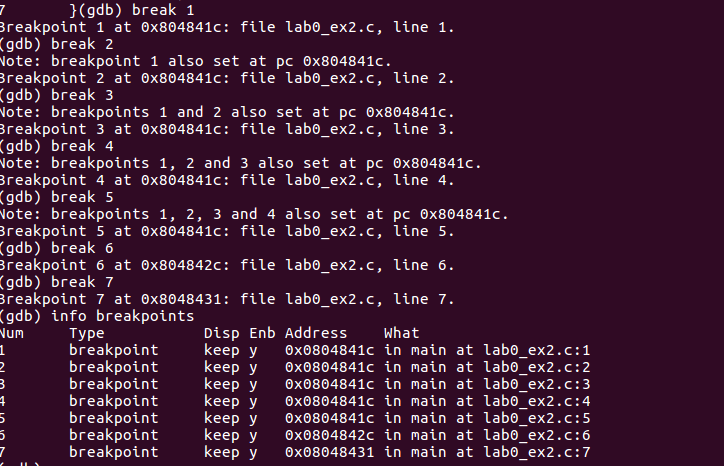 7 }(gdb) break 1
Breakpoint 1 at 0x804841c: file lab0_ex2.c, line 1.
(gdb) break 2
Note: breakpoint 1 also set at pc 0x804841c.
Breakpoint 2 at 0x804841c: file lab0_ex2.c, line 2.
(gdb) break 3
Note: breakpoints 1 and 2 also set at pc 0x804841c.
Breakpoint 3 at 0x804841c: file lab0_ex2.c, line 3.
(gdb) break 4
Note: breakpoints 1, 2 and 3 also set at pc 0x804841c.
Breakpoint 4 at 0x804841c: file lab0_ex2.c, line 4.
(gdb) break 5
Note: breakpoints 1, 2, 3 and 4 also set at pc 0x804841c.
Breakpoint 5 at 0x804841c: file lab0_ex2.c, line 5.
(gdb) break 6
Breakpoint 6 at 0x804842c: file lab0_ex2.c, line 6.
(gdb) break 7
Breakpoint 7 at 0x8048431: file lab0_ex2.c, line 7.
(gdb) info breakpoints
Num Type Disp Enb Address What
1 breakpoint keep y 0x0804841c in main at lab0_ex2.c:1
2 breakpoint keep y 0x0804841c in main at lab0_ex2.c:2
3 breakpoint keep y 0x0804841c in main at lab0_ex2.c:3
4 breakpoint keep y 0x0804841c in main at lab0_ex2.c:4
5 breakpoint keep y 0x0804841c in main at lab0_ex2.c:5
6 breakpoint keep y 0x0804842c in main at lab0_ex2.c:6
7 breakpoint keep y 0x08048431 in main at lab0_ex2.c:7
(gdb)